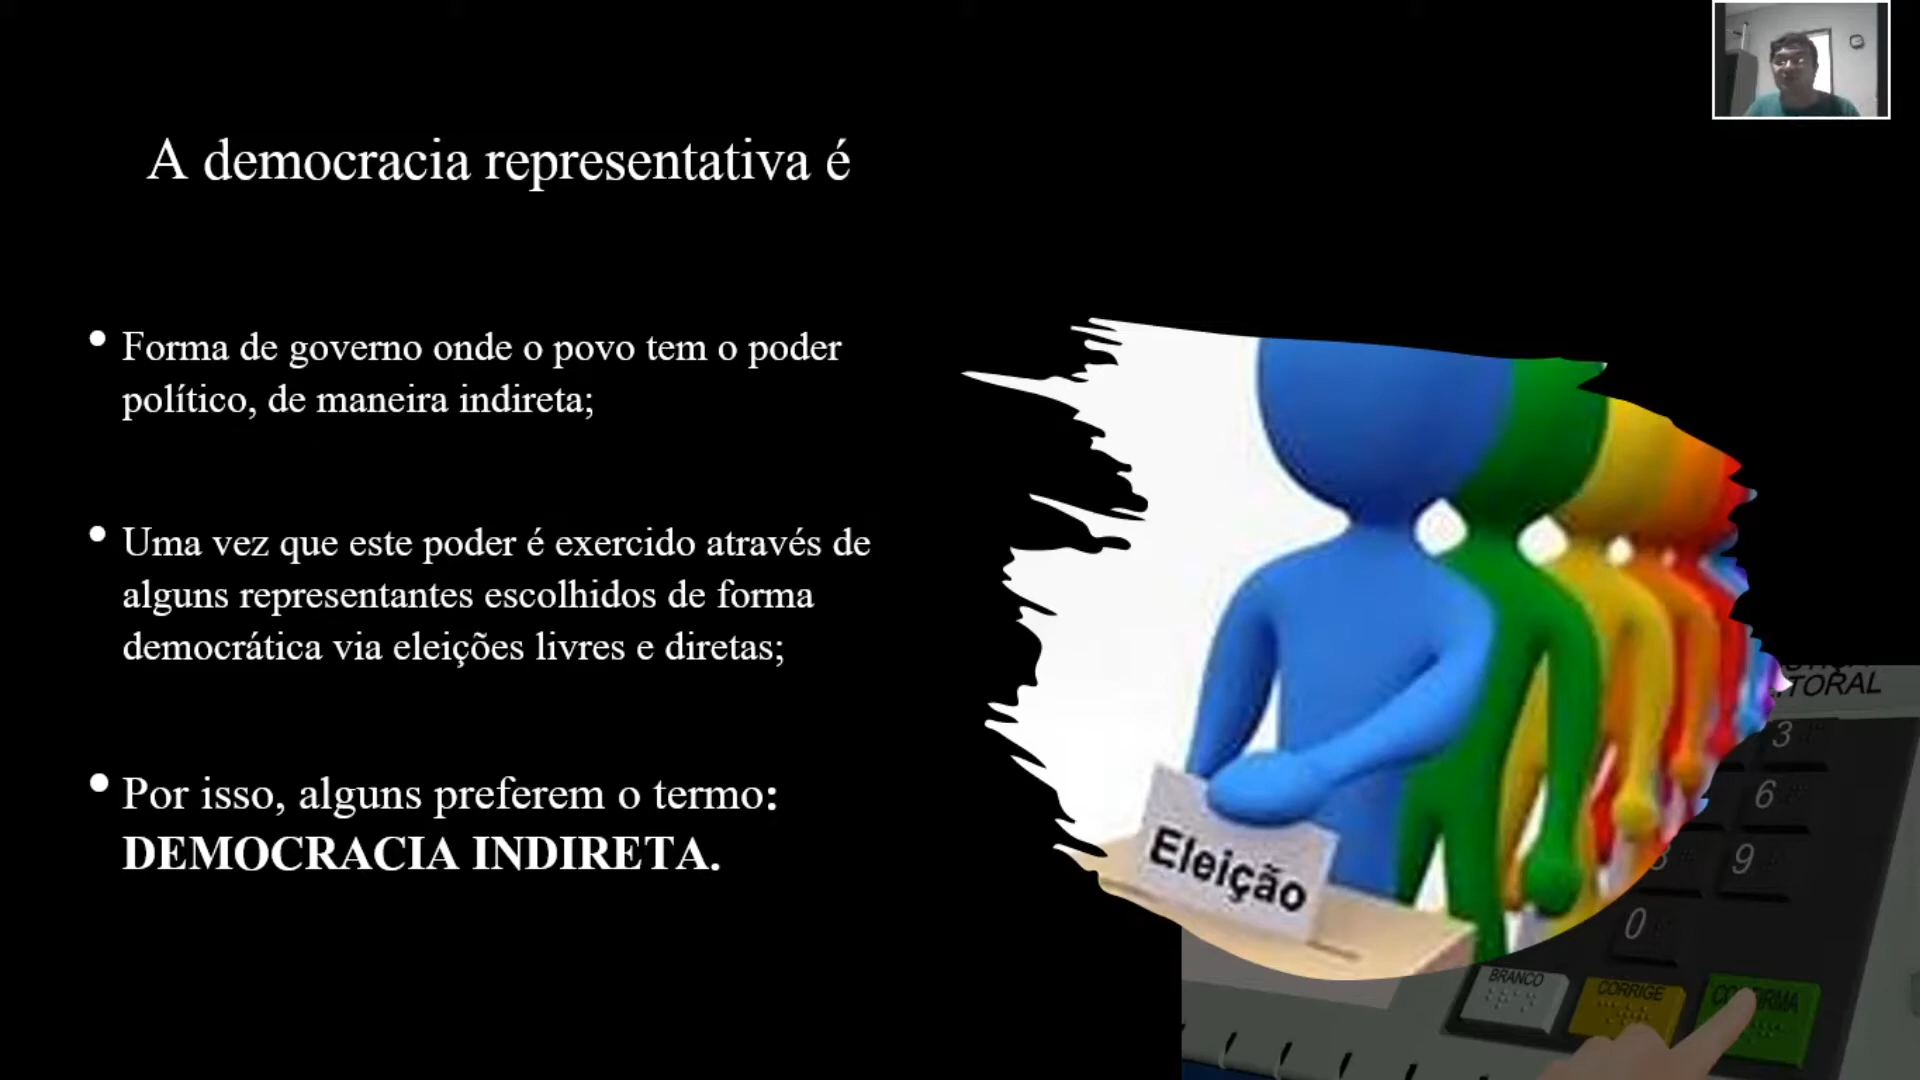 A democracia representativa é
• Forma de governo onde o povo tem o poder
político, de maneira indireta;
• Uma vez que este poder é exercido através de
alguns representantes escolhidos de forma
democrática via eleições livres e diretas;
• Por isso, alguns preferem o termo:
DEMOCRACIA INDIRETA.
Eleição
TORAL
3
6
9
0
BRANCO
CORRIGE
CONFIRMA